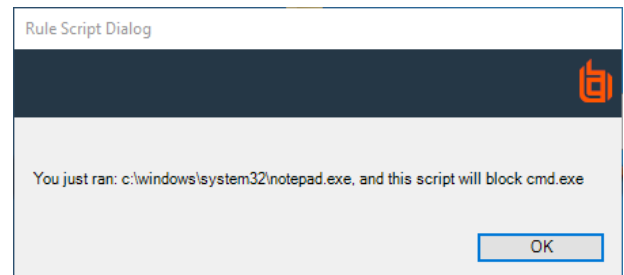 Rule Script Dialog
You just ran: c:\windows\system32\notepad.exe, and this script will block cmd.exe
OK